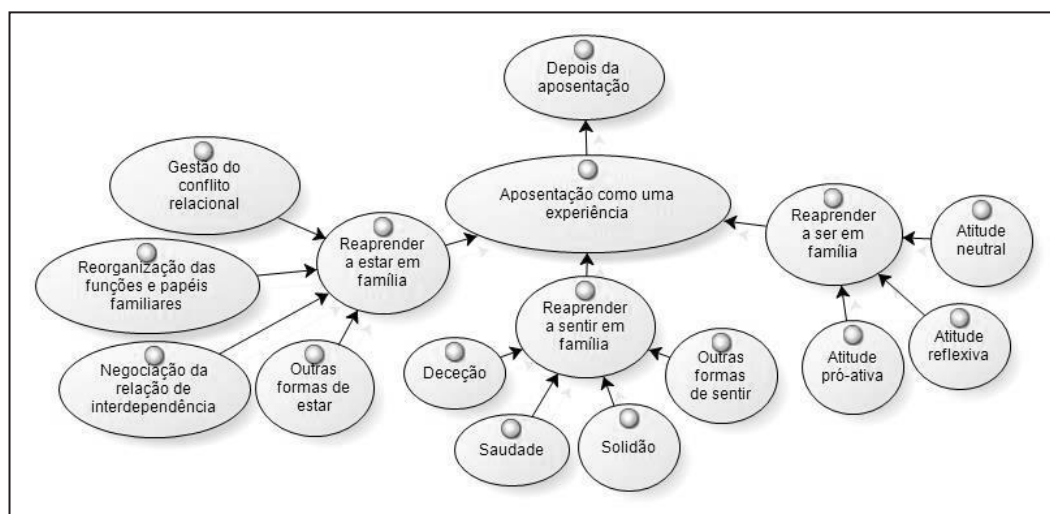 Depois da
aposentação
Aposentação como uma
experiência
Gestão do
conflito
relacional
Reorganização das
funções e papéis
familiares
Negociação da
relação de
interdependência
Outras
formas de
estar
Reaprender
a estar em
família
Reaprender
a sentir em
família
Deceção
Saudade
Solidão
Outras
formas
de sentir
Reaprender
a ser em
família
Atitude
neutral
Atitude
reflexiva
Atitude
pró-ativa